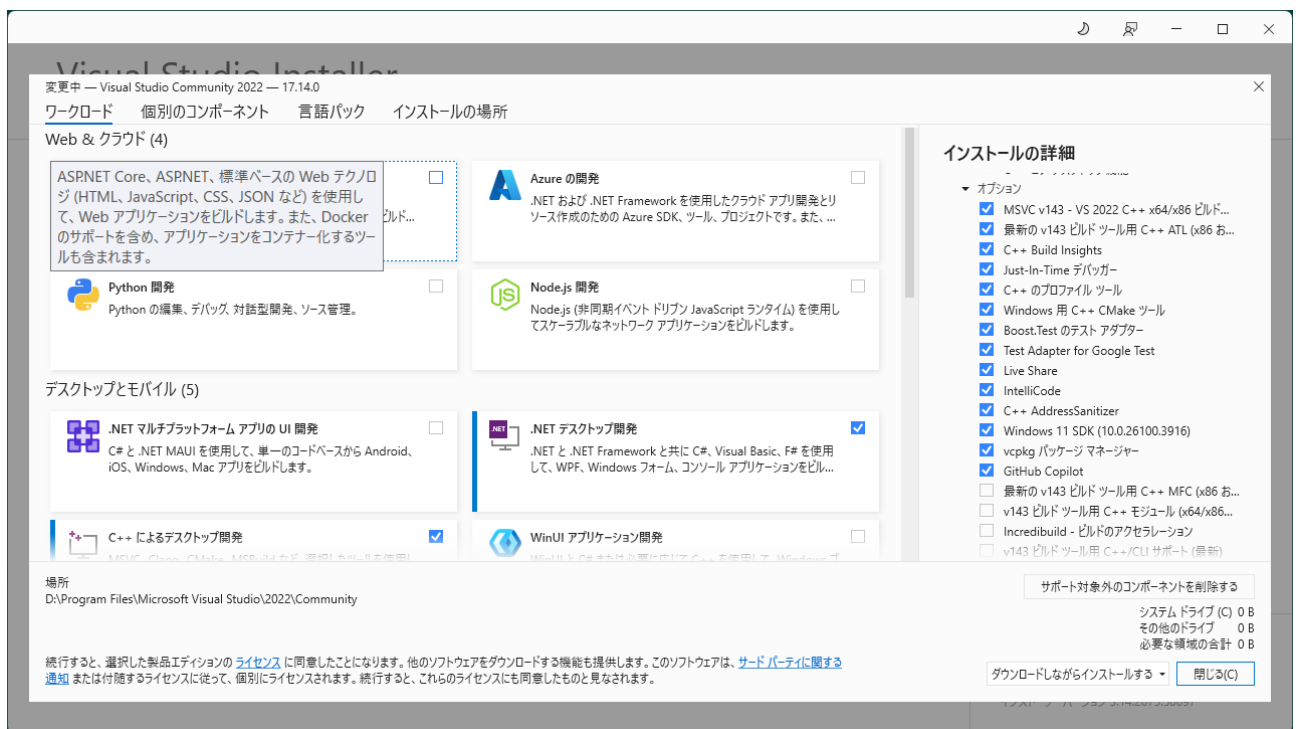 Visual Studio Installer
変更中 — Visual Studio Community 2022 — 17.14.0
ワークロード 個別のコンポーネント 言語パック インストールの場所
Web & クラウド (4)
ASP.NET Core、ASP.NET、標準ベースの Web テクノロ
ジ (HTML、JavaScript、CSS、JSON など) を使用し
て、Web アプリケーションをビルドします。また、Docker
のサポートを含め、アプリケーションをコンテナー化するツー
ルも含まれます。
ビルド...
Azure の開発
.NET および .NET Framework を使用したクラウド アプリ開発とリ
ソース作成のための Azure SDK、ツール、プロジェクトです。また、...
Python 開発
Python の編集、デバッグ、対話型開発、ソース管理。
Node.js 開発
Node.js (非同期イベント ドリブン JavaScript ランタイム) を使用し
てスケーラブルなネットワーク アプリケーションをビルドします。
デスクトップとモバイル (5)
.NET マルチプラットフォーム アプリの UI 開発
C# と .NET MAUI を使用して、単一のコードベースから Android、
iOS、Windows、Mac アプリをビルドします。
.NET
.NET デスクトップ開発
.NET と .NET Framework と共に C#、Visual Basic、F# を使用
して、WPF、Windows フォーム、コンソール アプリケーションをビル...
C++ によるデスクトップ開発
WinUI アプリケーション開発
インストールの詳細
オプション
MSVC v143 - VS 2022 C++ x64/x86 ビルド...
最新の v143 ビルド ツール用 C++ ATL (x86 お...
C++ Build Insights
Just-In-Time デバッガー
C++ のプロファイル ツール
Windows 用 C++ CMake ツール
Boost.Test のテスト アダプター
Test Adapter for Google Test
Live Share
IntelliCode
C++ AddressSanitizer
Windows 11 SDK (10.0.26100.3916)
vcpkg パッケージ マネージャー
GitHub Copilot
最新の v143 ビルド ツール用 C++ MFC (x86 お...
v143 ビルド ツール用 C++ モジュール (x64/x86...
Incredibuild - ビルドのアクセラレーション
v143 ビルド ツール用 C++/CLI サポート (最新)
場所
D:\Program Files\Microsoft Visual Studio\2022\Community
サポート対象外のコンポーネントを削除する
システム ドライブ (C) 0 B
その他のドライブ 0 B
必要な領域の合計 0 B
続行すると、選択した製品エディションの ライセンス に同意したことになります。他のソフトウェアをダウンロードする機能も提供します。このソフトウェアは、サード パーティに関する
通知 または付随するライセンスに従って、個別にライセンスされます。続行すると、これらのライセンスにも同意したものと見なされます。
ダウンロードしながらインストールする 閉じる(C)